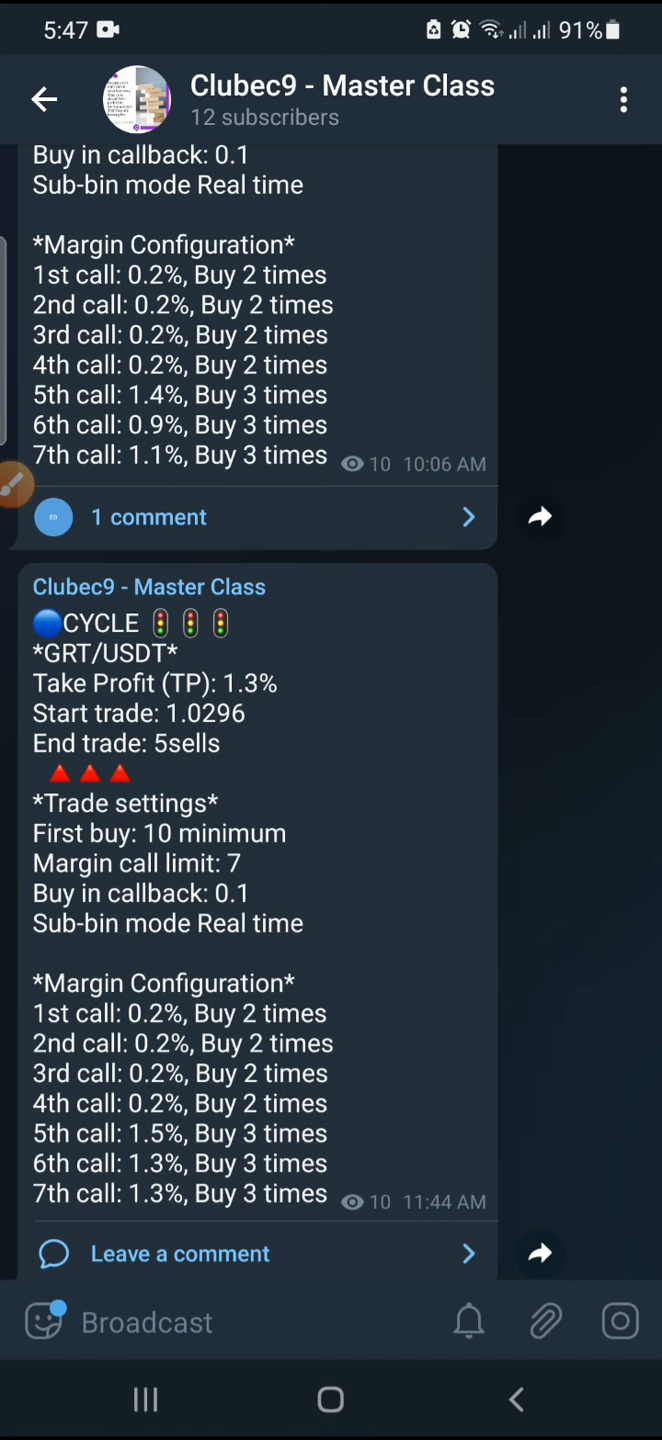 5:47
91%
Clubec9 - Master Class
12 subscribers
Buy in callback: 0.1
Sub-bin mode Real time
*Margin Configuration*
1st call: 0.2%, Buy 2 times
2nd call: 0.2%, Buy 2 times
3rd call: 0.2%, Buy 2 times
4th call: 0.2%, Buy 2 times
5th call: 1.4%, Buy 3 times
6th call: 0.9%, Buy 3 times
7th call: 1.1%, Buy 3 times 10 10:06 AM
1 comment
Clubec9 - Master Class
🔵CYCLE 🚦🚦🚦
*GRT/USDT*
Take Profit (TP): 1.3%
Start trade: 1.0296
End trade: 5sells
🔺🔺🔺
*Trade settings*
First buy: 10 minimum
Margin call limit: 7
Buy in callback: 0.1
Sub-bin mode Real time
*Margin Configuration*
1st call: 0.2%, Buy 2 times
2nd call: 0.2%, Buy 2 times
3rd call: 0.2%, Buy 2 times
4th call: 0.2%, Buy 2 times
5th call: 1.5%, Buy 3 times
6th call: 1.3%, Buy 3 times
7th call: 1.3%, Buy 3 times 10 11:44 AM
Leave a comment
Broadcast